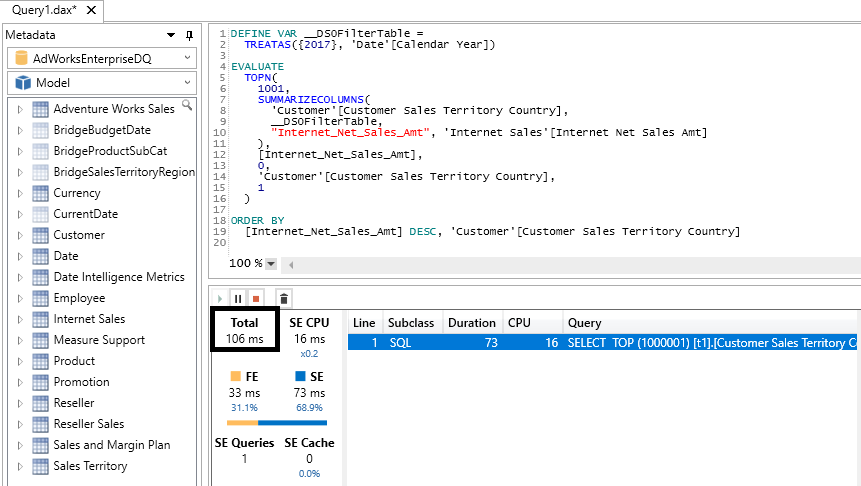 Query1.dax*
Metadata
AdWorksEnterpriseDQ
Model
Adventure Works Sales
BridgeBudgetDate
BridgeProductSubCat
BridgeSalesTerritoryRegion
Currency
CurrentDate
Customer
Date
Date Intelligence Metrics
Employee
Internet Sales
Measure Support
Product
Promotion
Reseller
Reseller Sales
Sales and Margin Plan
Sales Territory
1 DEFINE VAR __DS0FilterTable =
2 TREATAS({2017}, 'Date'[Calendar Year])
3
4 EVALUATE
5 TOPN(
6 1001,
7 SUMMARIZECOLUMNS(
8 'Customer'[Customer Sales Territory Country],
9 __DS0FilterTable,
10 "Internet_Net_Sales_Amt", 'Internet Sales'[Internet Net Sales Amt]
11 ),
12 [Internet_Net_Sales_Amt],
13 0,
14 'Customer'[Customer Sales Territory Country],
15 1
16 )
17
18 ORDER BY
19 [Internet_Net_Sales_Amt] DESC, 'Customer'[Customer Sales Territory Country]
20
100 %
Total SE CPU
106 ms 16 ms
x0.2
FE SE
33 ms 73 ms
31.1% 68.9%
SE Queries SE Cache
1 0
0.0%
Line Subclass Duration CPU Query
1 SQL 73 16 SELECT TOP (1000001) [t1].[Customer Sales Territory C